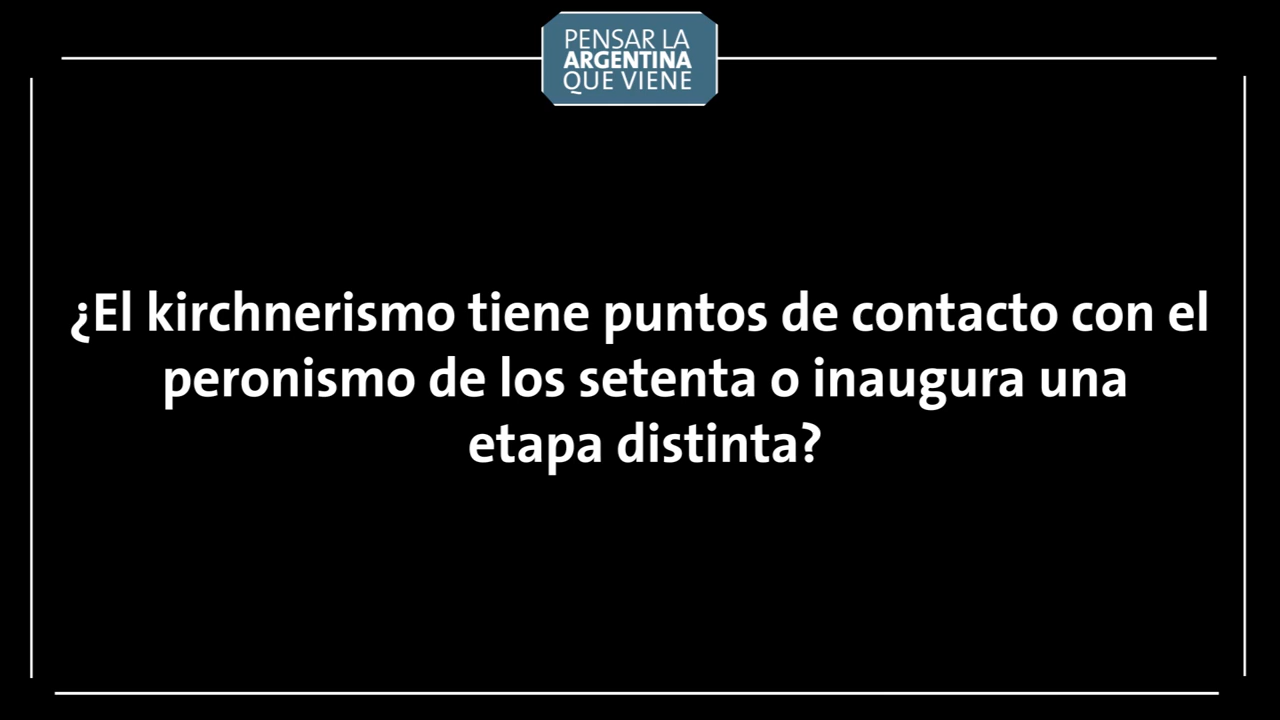 PENSAR LA
ARGENTINA
QUE VIENE
¿El kirchnerismo tiene puntos de contacto con el
peronismo de los setenta o inaugura una
etapa distinta?